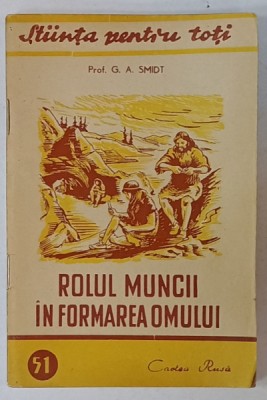 Știința pentru toți
Prof. G. A. SMIDT
ROLUL MUNCII
ÎN FORMAREA OMULUI
51
Cartea Rusă